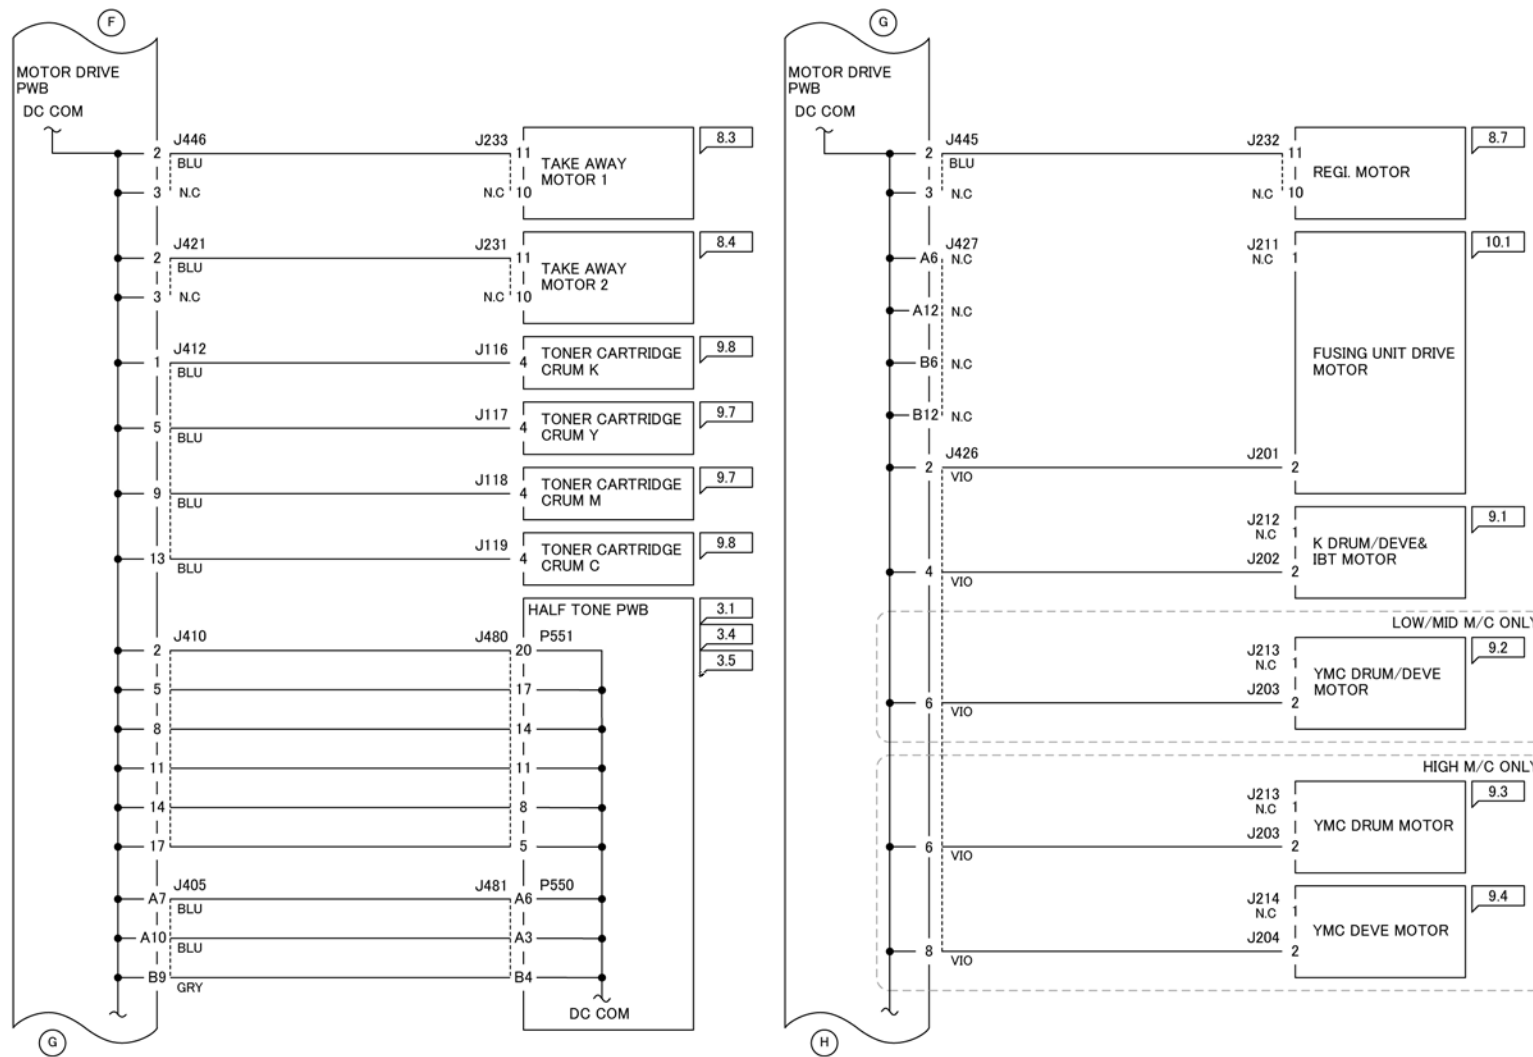 F
MOTOR DRIVE
PWB
DC COM
J446
J233
8.3
2
BLU
11
TAKE AWAY
MOTOR 1
3
N.C
N.C
10
J421
J231
8.4
2
BLU
11
TAKE AWAY
MOTOR 2
3
N.C
N.C
10
J412
J116
9.8
1
BLU
4
TONER CARTRIDGE
CRUM K
J117
9.7
5
BLU
4
TONER CARTRIDGE
CRUM Y
J118
9.7
9
BLU
4
TONER CARTRIDGE
CRUM M
J119
9.8
13
BLU
4
TONER CARTRIDGE
CRUM C
HALF TONE PWB
3.1
3.4
3.5
J410
J480
P551
2
20
5
17
8
14
11
11
14
8
17
5
J405
J481
P550
A7
BLU
A6
A10
BLU
A3
B9
GRY
B4
DC COM
G
G
MOTOR DRIVE
PWB
DC COM
J445
J232
8.7
2
BLU
11
REGI. MOTOR
3
N.C
N.C
10
J427
J211
10.1
A6
N.C
N.C
1
A12
N.C
B6
N.C
FUSING UNIT DRIVE
MOTOR
B12
N.C
J426
J201
2
VIO
2
J212
9.1
N.C
1
K DRUM/DEVE&
IBT MOTOR
J202
4
VIO
2
LOW/MID M/C ONLY
J213
9.2
N.C
1
YMC DRUM/DEVE
MOTOR
J203
6
VIO
2
HIGH M/C ONLY
J213
9.3
N.C
1
YMC DRUM MOTOR
J203
6
VIO
2
J214
9.4
N.C
1
YMC DEVE MOTOR
J204
8
VIO
2
H